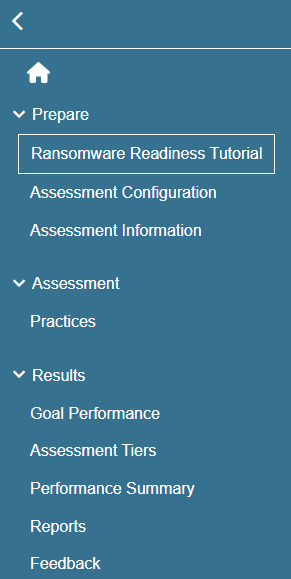 Prepare
Ransomware Readiness Tutorial
Assessment Configuration
Assessment Information
Assessment
Practices
Results
Goal Performance
Assessment Tiers
Performance Summary
Reports
Feedback